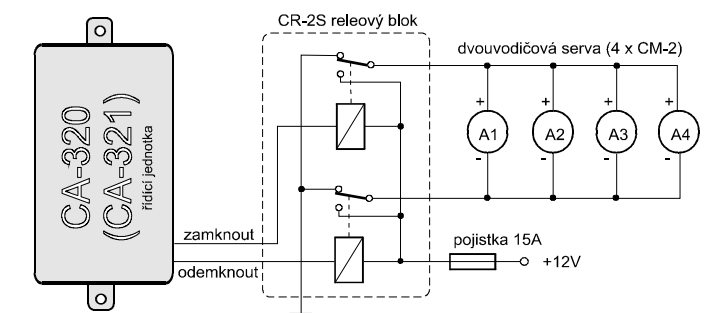 CR-2S releový blok
dvouvodičová serva (4 x CM-2)
CA-320
(CA-321)
řídící jednotka
+ + + +
A1 A2 A3 A4
- - - -
zamknout
odemknout
pojistka 15A
+12V